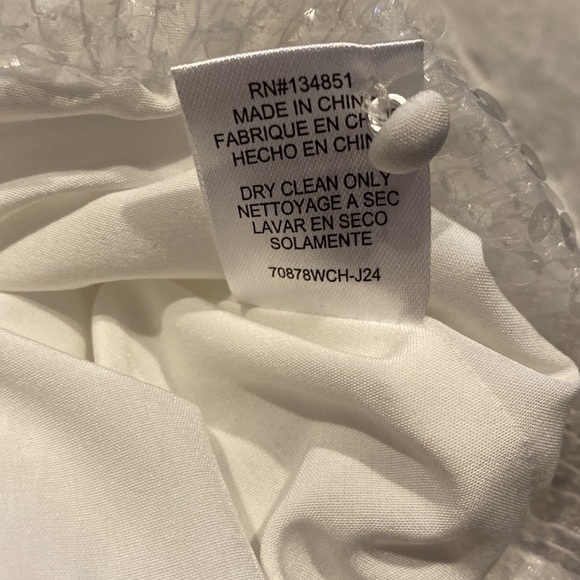 RN#134851
MADE IN CHIN
FABRIQUE EN CH
HECHO EN CHIN
DRY CLEAN ONLY
NETTOYAGE A SEC
LAVAR EN SECO
SOLAMENTE
70878WCH-J24